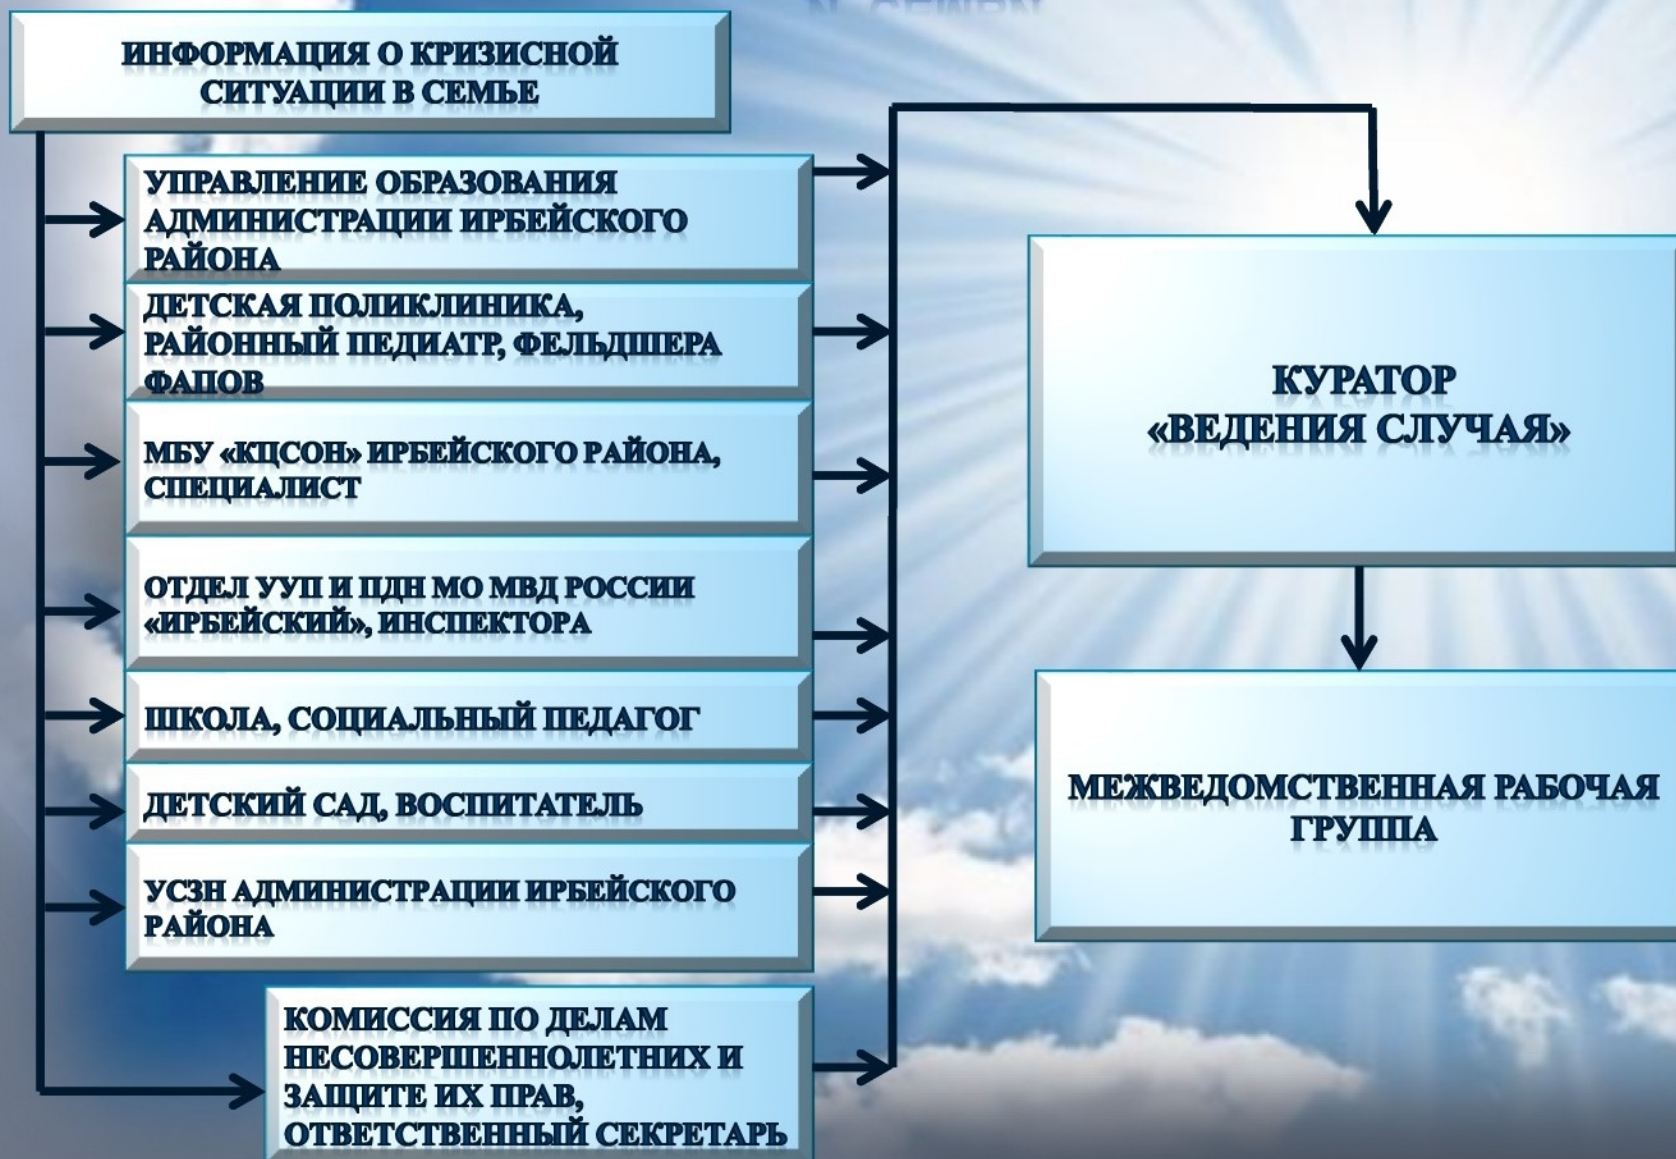 ИНФОРМАЦИЯ О КРИЗИСНОЙ
СИТУАЦИИ В СЕМЬЕ
УПРАВЛЕНИЕ ОБРАЗОВАНИЯ
АДМИНИСТРАЦИИ ИРБЕЙСКОГО
РАЙОНА
ДЕТСКАЯ ПОЛИКЛИНИКА,
РАЙОННЫЙ ПЕДИАТР, ФЕЛЬДШЕРА
ФАПОВ
МБУ «КЦСОН» ИРБЕЙСКОГО РАЙОНА,
СПЕЦИАЛИСТ
ОТДЕЛ УУП И ПДН МО МВД РОССИИ
«ИРБЕЙСКИЙ», ИНСПЕКТОРА
ШКОЛА, СОЦИАЛЬНЫЙ ПЕДАГОГ
ДЕТСКИЙ САД, ВОСПИТАТЕЛЬ
УСЗН АДМИНИСТРАЦИИ ИРБЕЙСКОГО
РАЙОНА
КОМИССИЯ ПО ДЕЛАМ
НЕСОВЕРШЕННОЛЕТНИХ И
ЗАЩИТЕ ИХ ПРАВ,
ОТВЕТСТВЕННЫЙ СЕКРЕТАРЬ
КУРАТОР
«ВЕДЕНИЯ СЛУЧАЯ»
МЕЖВЕДОМСТВЕННАЯ РАБОЧАЯ
ГРУППА